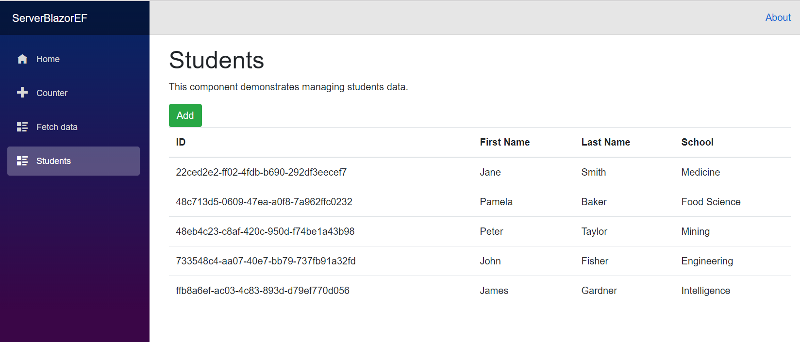 ServerBlazorEF
About
Home
Counter
Fetch data
Students
Students
This component demonstrates managing students data.
Add
ID First Name Last Name School
22ced2e2-ff02-4fdb-b690-292df3eecef7 Jane Smith Medicine
48c713d5-0609-47ea-a0f8-7a962ffc0232 Pamela Baker Food Science
48eb4c23-c8af-420c-950d-f74be1a43b98 Peter Taylor Mining
733548c4-aa07-40e7-bb79-737fb91a32fd John Fisher Engineering
ffb8a6ef-ac03-4c83-893d-d79ef770d056 James Gardner Intelligence